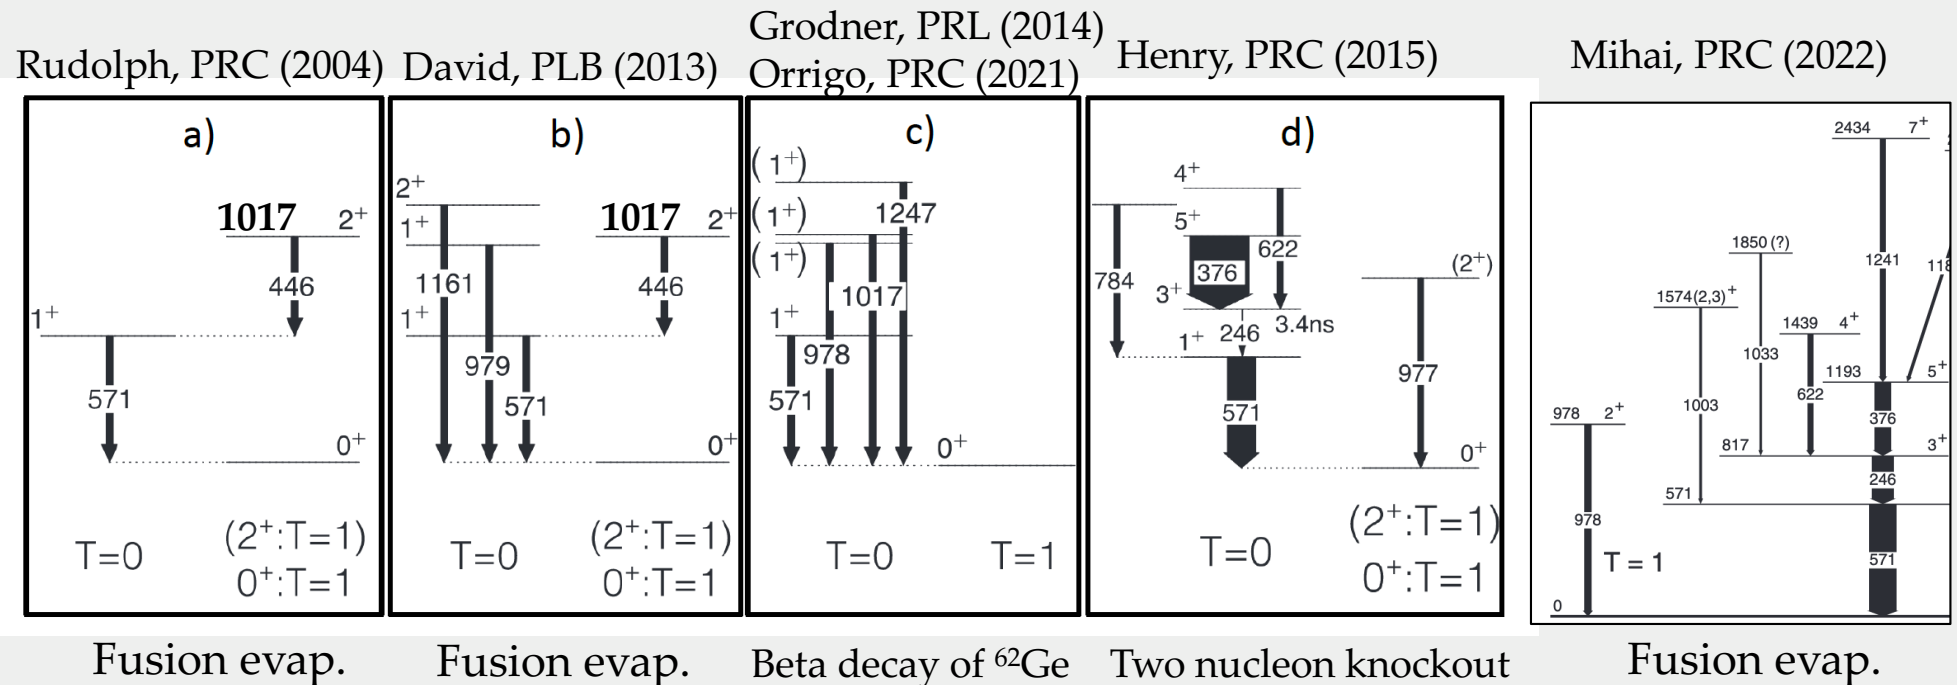 Rudolph, PRC (2004)
David, PLB (2013)
Grodner, PRL (2014)
Orrigo, PRC (2021)
Henry, PRC (2015)
Mihai, PRC (2022)
a)
1017 2⁺
446
1⁺
571
0⁺
T=0
(2⁺:T=1)
0⁺:T=1
b)
2⁺
1⁺
1017 2⁺
1161
446
1⁺
979
571
0⁺
T=0
(2⁺:T=1)
0⁺:T=1
c)
( 1⁺)
(1⁺)
1247
(1⁺)
1017
1⁺
978
571
0⁺
T=0
T=1
d)
4⁺
5⁺
622
(2⁺)
784
376
3⁺
246
3.4ns
1⁺
977
571
0⁺
T=0
(2⁺:T=1)
0⁺:T=1
2434 7⁺
1850 (?)
1241
118
1574(2,3)⁺
1439 4⁺
1033
1193 5⁺
622
1003
978 2⁺
376
817 3⁺
246
571
978
T = 1
571
0
Fusion evap.
Fusion evap.
Beta decay of ⁶²Ge
Two nucleon knockout
Fusion evap.